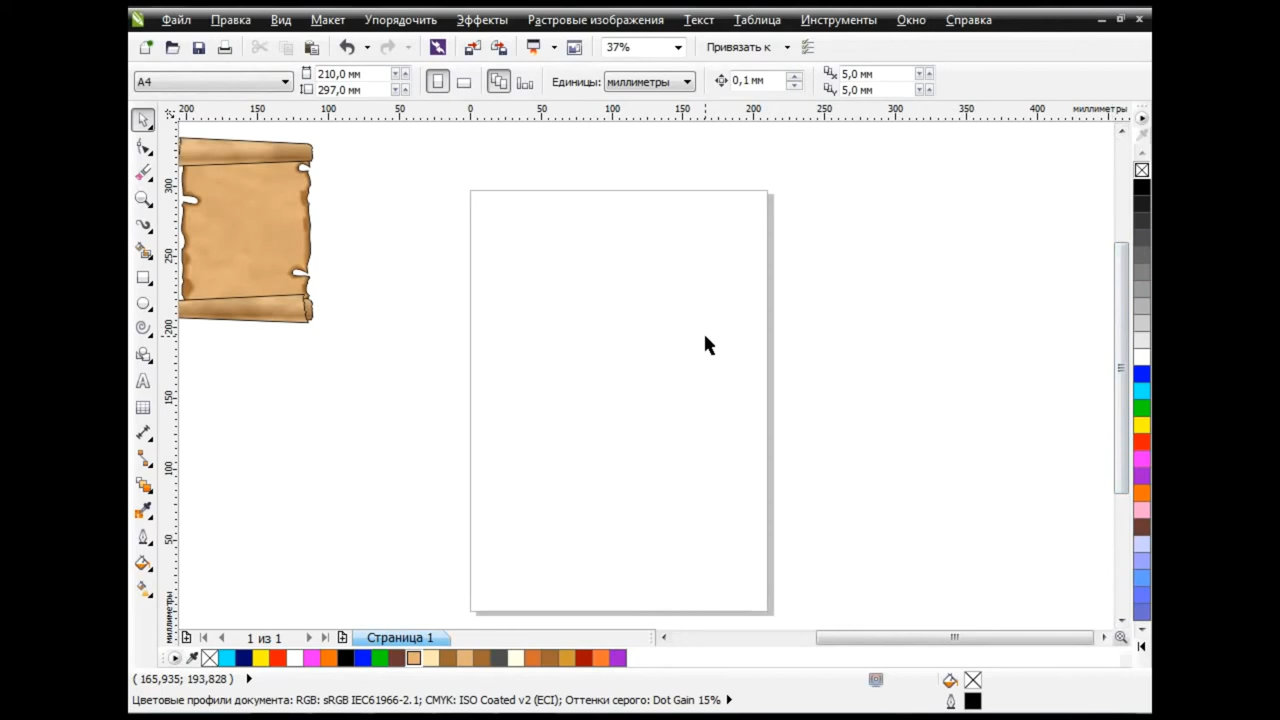 Файл Правка Вид Макет Упорядочить Эффекты Растровые изображения Текст Таблица Инструменты Окно Справка
37% Привязать к
A4 210,0 мм 297,0 мм Единицы: миллиметры 0,1 мм 5,0 мм 5,0 мм
200 150 100 50 0 50 100 150 200 250 300 350 400 миллиметры
300
250
200
150
100
50
миллиметры
1 из 1 Страница 1
( 165,935; 193,828 )
Цветовые профили документа: RGB: sRGB IEC61966-2.1; CMYK: ISO Coated v2 (ECI); Оттенки серого: Dot Gain 15%